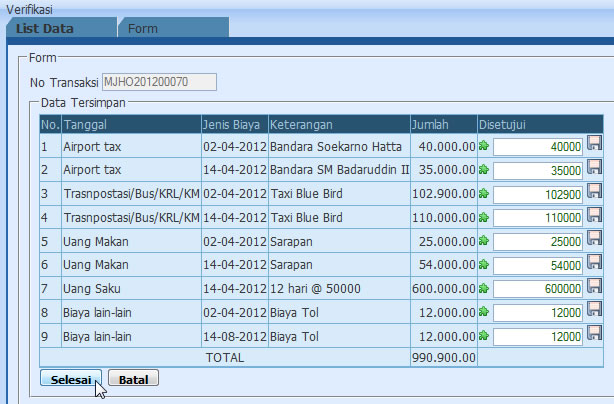 Verifikasi
List Data Form
Form
No Transaksi MJHO201200070
Data Tersimpan
No. Tanggal Jenis Biaya Keterangan Jumlah Disetujui
1 Airport tax 02-04-2012 Bandara Soekarno Hatta 40.000.00 40000
2 Airport tax 14-04-2012 Bandara SM Badaruddin II 35.000.00 35000
3 Trasnpostasi/Bus/KRL/KM 02-04-2012 Taxi Blue Bird 102.900.00 102900
4 Trasnpostasi/Bus/KRL/KM 14-04-2012 Taxi Blue Bird 110.000.00 110000
5 Uang Makan 02-04-2012 Sarapan 25.000.00 25000
6 Uang Makan 14-04-2012 Sarapan 54.000.00 54000
7 Uang Saku 14-04-2012 12 hari @ 50000 600.000.00 600000
8 Biaya lain-lain 02-04-2012 Biaya Tol 12.000.00 12000
9 Biaya lain-lain 14-08-2012 Biaya Tol 12.000.00 12000
TOTAL 990.900.00
Selesai Batal